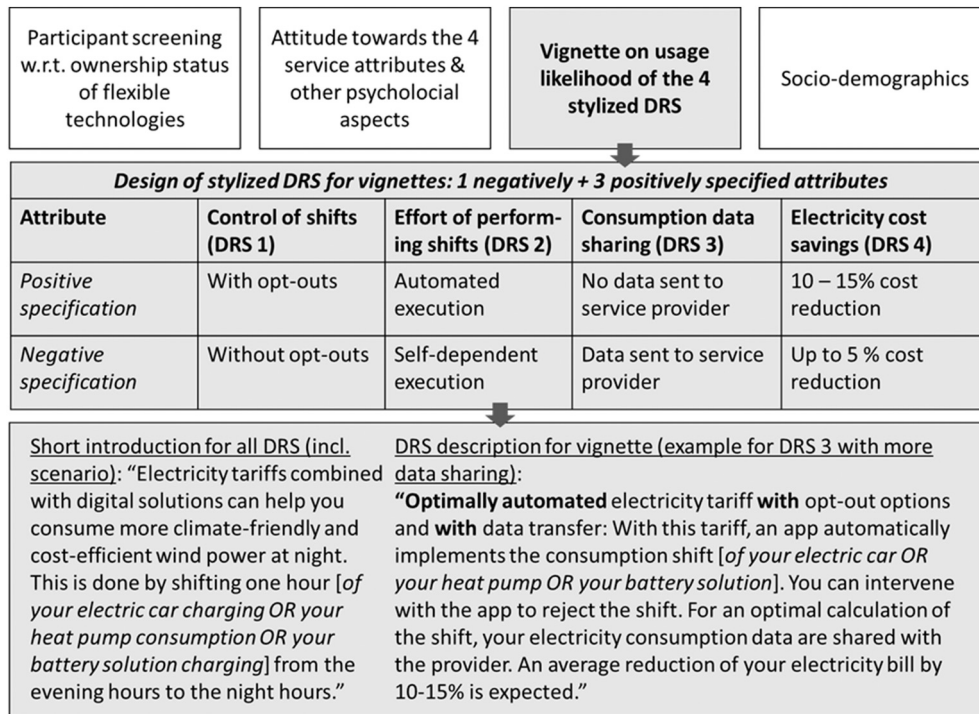 Participant screening
w.r.t. ownership status
of flexible
technologies
Attitude towards the 4
service attributes &
other psycholocial
aspects
Vignette on usage
likelihood of the 4
stylized DRS
Socio-demographics
Design of stylized DRS for vignettes: 1 negatively + 3 positively specified attributes
Attribute
Control of shifts
(DRS 1)
Effort of perform-
ing shifts (DRS 2)
Consumption data
sharing (DRS 3)
Electricity cost
savings (DRS 4)
Positive
specification
With opt-outs
Automated
execution
No data sent to
service provider
10 – 15% cost
reduction
Negative
specification
Without opt-outs
Self-dependent
execution
Data sent to service
provider
Up to 5 % cost
reduction
Short introduction for all DRS (incl.
scenario): “Electricity tariffs combined
with digital solutions can help you
consume more climate-friendly and
cost-efficient wind power at night.
This is done by shifting one hour [of
your electric car charging OR your
heat pump consumption OR your
battery solution charging] from the
evening hours to the night hours.”
DRS description for vignette (example for DRS 3 with more
data sharing):
“Optimally automated electricity tariff with opt-out options
and with data transfer: With this tariff, an app automatically
implements the consumption shift [of your electric car OR
your heat pump OR your battery solution]. You can intervene
with the app to reject the shift. For an optimal calculation of
the shift, your electricity consumption data are shared with
the provider. An average reduction of your electricity bill by
10-15% is expected.”